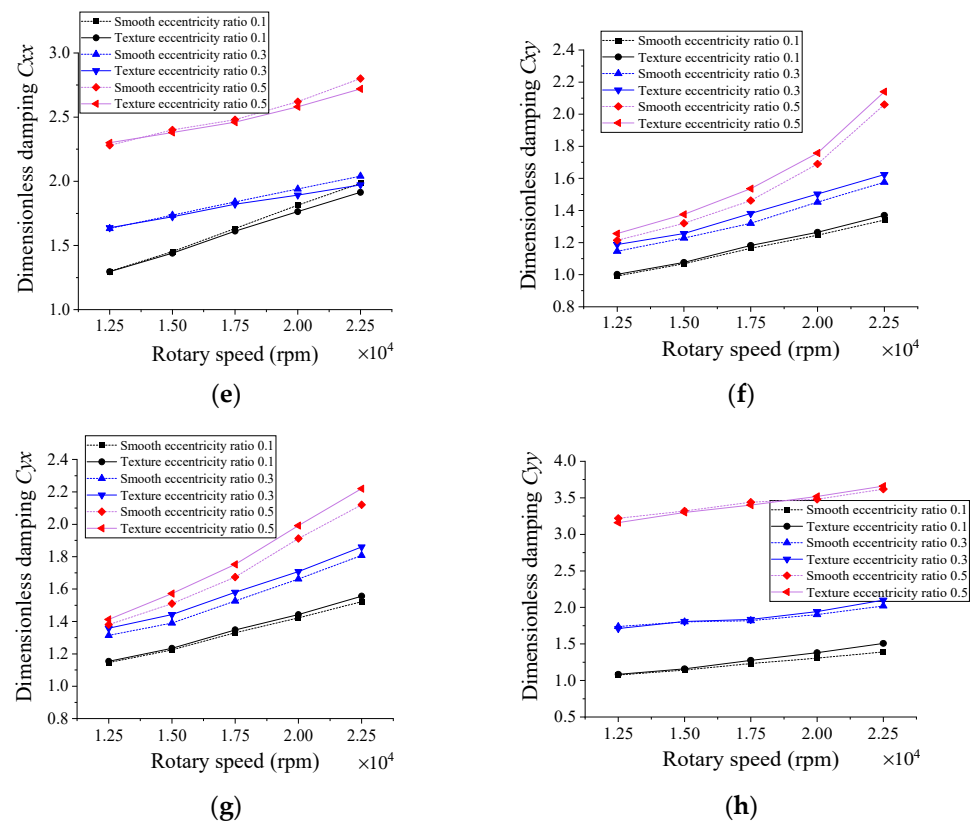 Smooth eccentricity ratio 0.1
Texture eccentricity ratio 0.1
Smooth eccentricity ratio 0.3
Texture eccentricity ratio 0.3
Smooth eccentricity ratio 0.5
Texture eccentricity ratio 0.5
Dimensionless damping Cxx
3.0
2.5
2.0
1.5
1.0
1.25 1.50 1.75 2.00 2.25
Rotary speed (rpm) ×10⁴
(e)
Smooth eccentricity ratio 0.1
Texture eccentricity ratio 0.1
Smooth eccentricity ratio 0.3
Texture eccentricity ratio 0.3
Smooth eccentricity ratio 0.5
Texture eccentricity ratio 0.5
Dimensionless damping Cxy
2.4
2.2
2.0
1.8
1.6
1.4
1.2
1.0
0.8
1.25 1.50 1.75 2.00 2.25
Rotary speed (rpm) ×10⁴
(f)
Smooth eccentricity ratio 0.1
Texture eccentricity ratio 0.1
Smooth eccentricity ratio 0.3
Texture eccentricity ratio 0.3
Smooth eccentricity ratio 0.5
Texture eccentricity ratio 0.5
Dimensionless damping Cyx
2.4
2.2
2.0
1.8
1.6
1.4
1.2
1.0
0.8
1.25 1.50 1.75 2.00 2.25
Rotary speed (rpm) ×10⁴
(g)
Dimensionless damping Cyy
4.0
3.5
3.0
2.5
2.0
1.5
1.0
0.5
Smooth eccentricity ratio 0.1
Texture eccentricity ratio 0.1
Smooth eccentricity ratio 0.3
Texture eccentricity ratio 0.3
Smooth eccentricity ratio 0.5
Texture eccentricity ratio 0.5
1.25 1.50 1.75 2.00 2.25
Rotary speed (rpm) ×10⁴
(h)